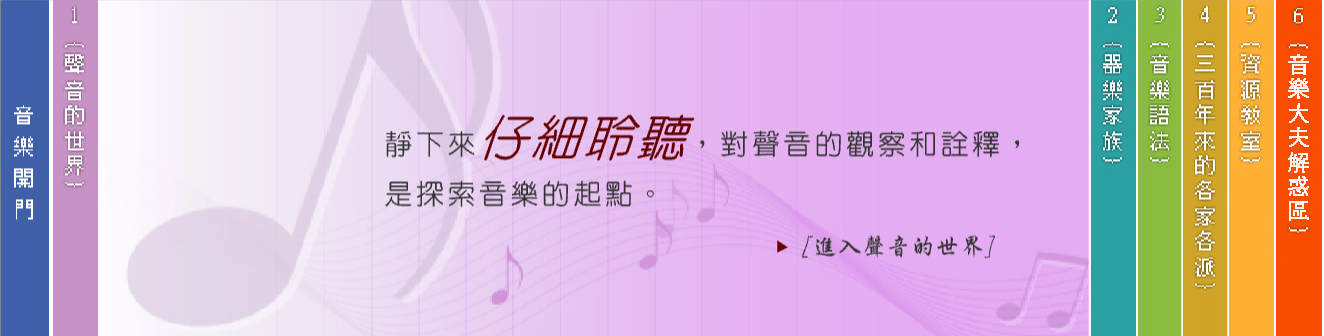 音樂開門
1
︷聲音的世界︸
靜下來仔細聆聽，對聲音的觀察和詮釋，
是探索音樂的起點。
▶ [進入聲音的世界]
2
︷器樂家族︸
3
︷音樂語法︸
4
︷三百年來的各家各派︸
5
︷資源教室︸
6
︷音樂大夫解惑區︸